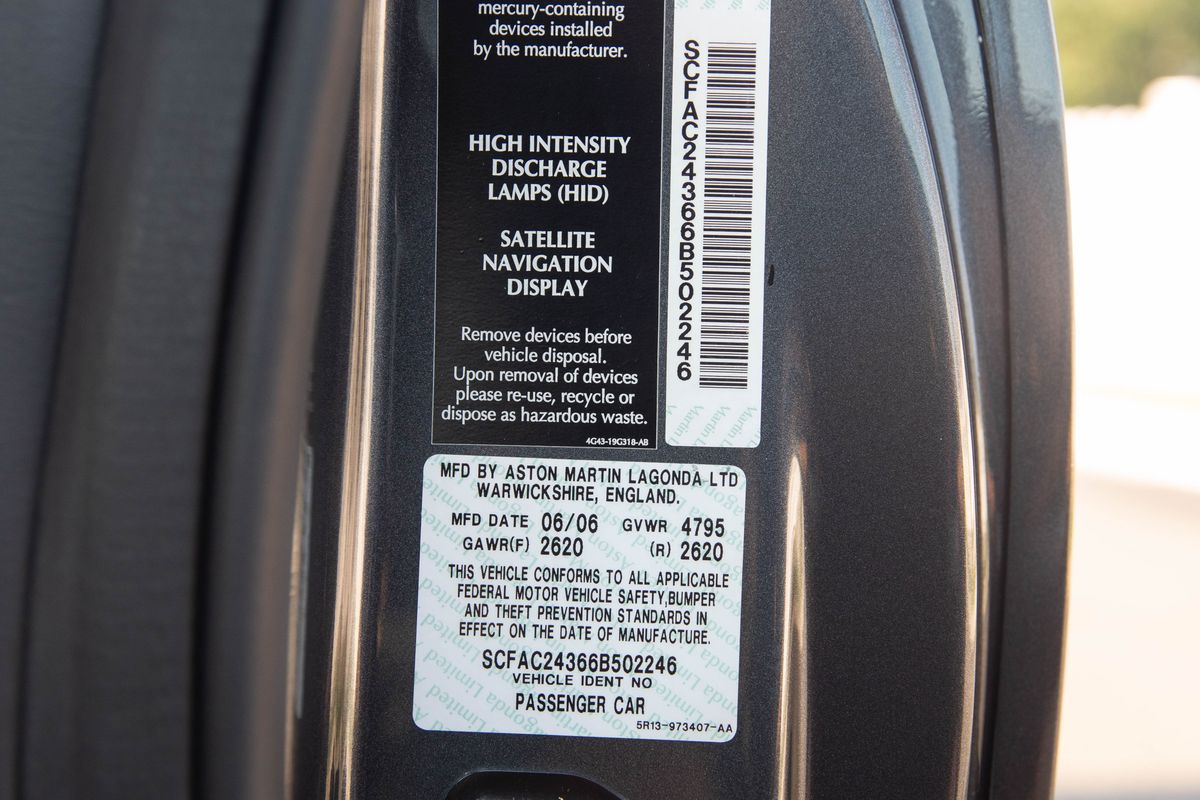 mercury-containing
devices installed
by the manufacturer.
HIGH INTENSITY
DISCHARGE
LAMPS (HID)
SATELLITE
NAVIGATION
DISPLAY
Remove devices before
vehicle disposal.
Upon removal of devices
please re-use, recycle or
dispose as hazardous waste.
4G43-19G318-AB
SCFAC24366B502246
MFD BY ASTON MARTIN LAGONDA LTD
WARWICKSHIRE, ENGLAND.
MFD DATE 06/06 GVWR 4795
GAWR(F) 2620 (R) 2620
THIS VEHICLE CONFORMS TO ALL APPLICABLE
FEDERAL MOTOR VEHICLE SAFETY,BUMPER
AND THEFT PREVENTION STANDARDS IN
EFFECT ON THE DATE OF MANUFACTURE.
SCFAC24366B502246
VEHICLE IDENT NO
PASSENGER CAR
5R13-973407-AA